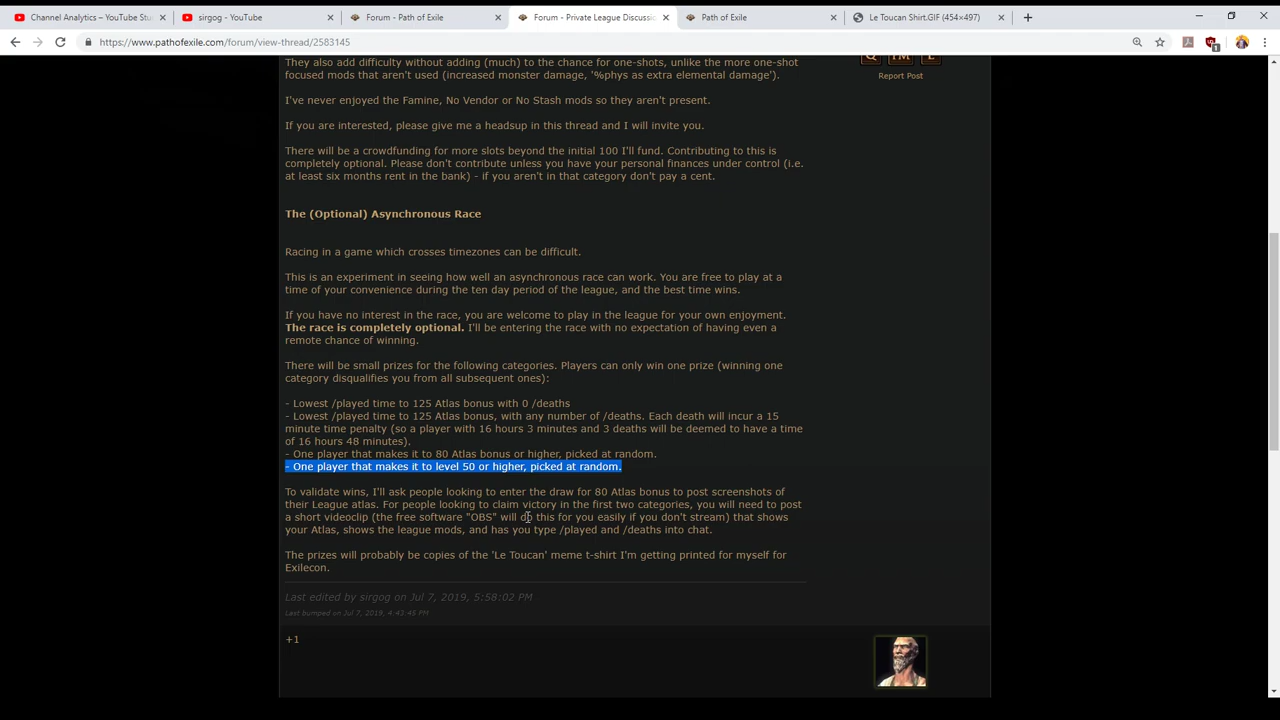 Channel Analytics – YouTube Stu
sirgog - YouTube
Forum - Path of Exile
Forum - Private League Discussi
Path of Exile
Le Toucan Shirt.GIF (454×497)
https://www.pathofexile.com/forum/view-thread/2583145
They also add difficulty without adding (much) to the chance for one-shots, unlike the more one-shot
focused mods that aren't used (increased monster damage, '%phys as extra elemental damage').
Report Post
I've never enjoyed the Famine, No Vendor or No Stash mods so they aren't present.
If you are interested, please give me a headsup in this thread and I will invite you.
There will be a crowdfunding for more slots beyond the initial 100 I'll fund. Contributing to this is
completely optional. Please don't contribute unless you have your personal finances under control (i.e.
at least six months rent in the bank) - if you aren't in that category don't pay a cent.
The (Optional) Asynchronous Race
Racing in a game which crosses timezones can be difficult.
This is an experiment in seeing how well an asynchronous race can work. You are free to play at a
time of your convenience during the ten day period of the league, and the best time wins.
If you have no interest in the race, you are welcome to play in the league for your own enjoyment.
The race is completely optional. I'll be entering the race with no expectation of having even a
remote chance of winning.
There will be small prizes for the following categories. Players can only win one prize (winning one
category disqualifies you from all subsequent ones):
- Lowest /played time to 125 Atlas bonus with 0 /deaths
- Lowest /played time to 125 Atlas bonus, with any number of /deaths. Each death will incur a 15
minute time penalty (so a player with 16 hours 3 minutes and 3 deaths will be deemed to have a time
of 16 hours 48 minutes).
- One player that makes it to 80 Atlas bonus or higher, picked at random.
- One player that makes it to level 50 or higher, picked at random.
To validate wins, I'll ask people looking to enter the draw for 80 Atlas bonus to post screenshots of
their League atlas. For people looking to claim victory in the first two categories, you will need to post
a short videoclip (the free software "OBS" will do this for you easily if you don't stream) that shows
your Atlas, shows the league mods, and has you type /played and /deaths into chat.
The prizes will probably be copies of the 'Le Toucan' meme t-shirt I'm getting printed for myself for
Exilecon.
Last edited by sirgog on Jul 7, 2019, 5:58:02 PM
Last bumped on Jul 7, 2019, 4:42:45 PM
+1